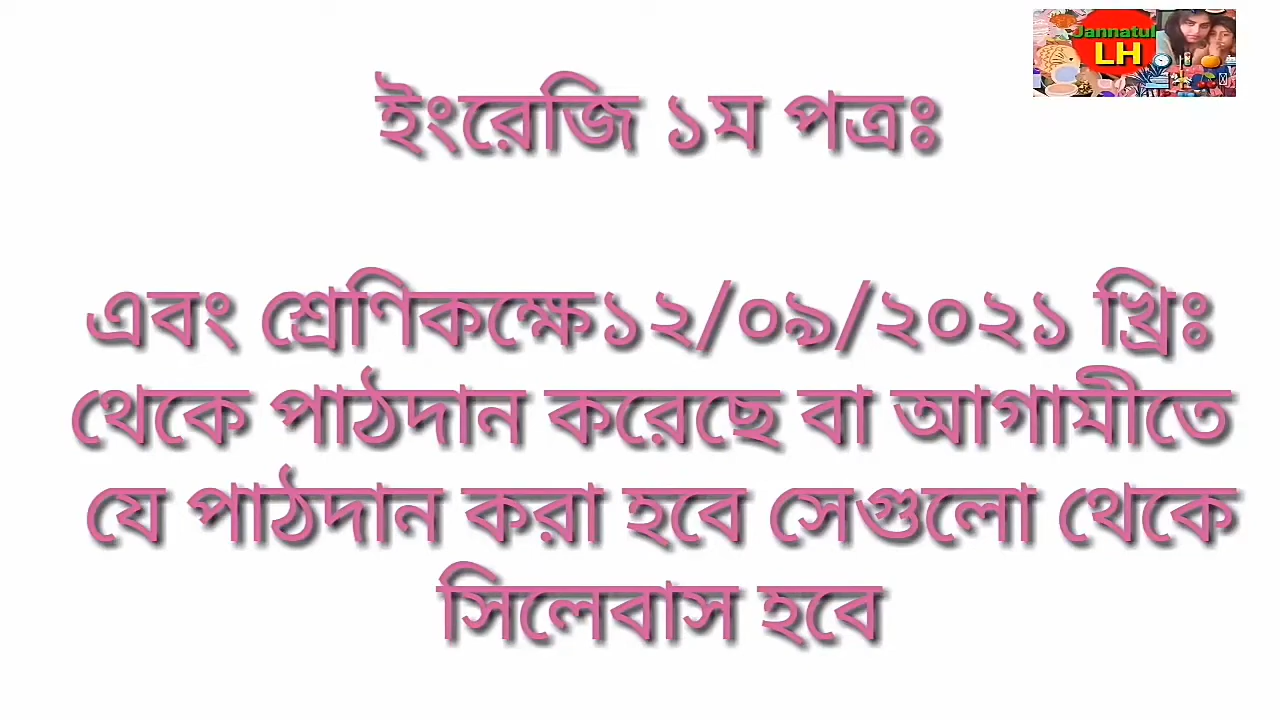 Jannatul
LH
ইংরেজি ১ম পত্রঃ
এবং শ্রেণিকক্ষে১২/০৯/২০২১ খ্রিঃ
থেকে পাঠদান করেছে বা আগামীতে
যে পাঠদান করা হবে সেগুলো থেকে
সিলেবাস হবে